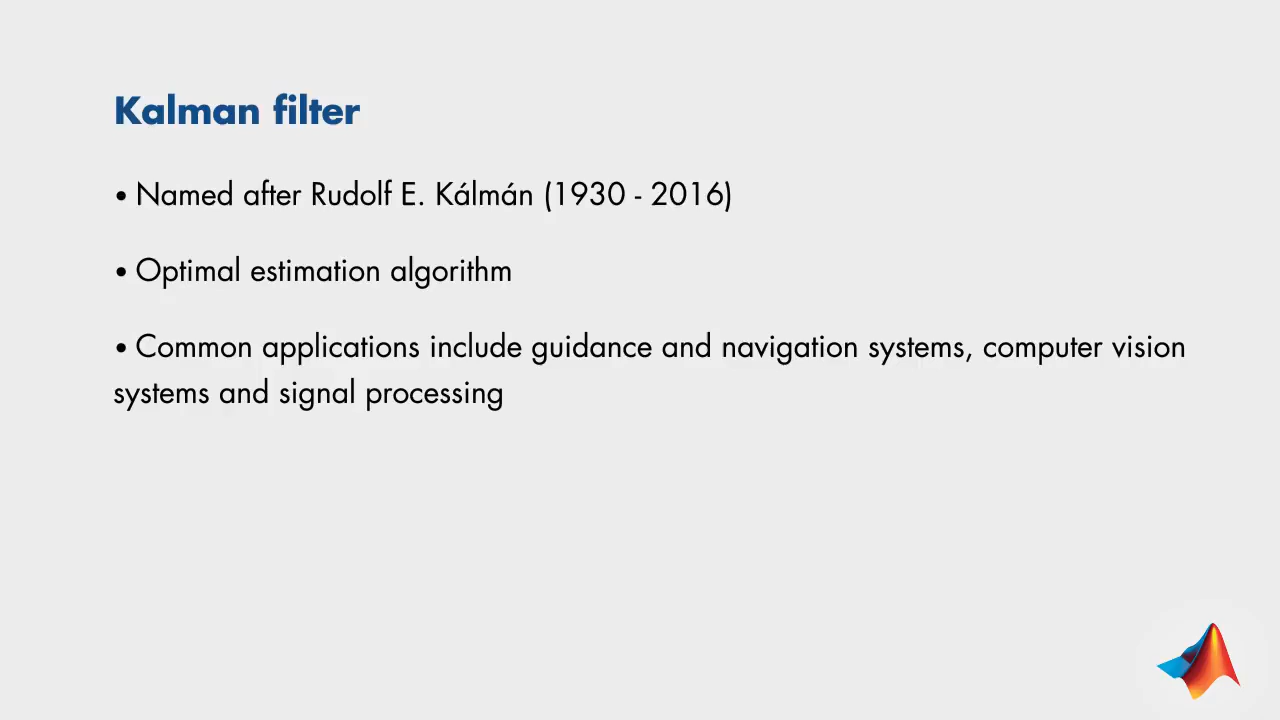 Kalman filter
• Named after Rudolf E. Kálmán (1930 - 2016)
• Optimal estimation algorithm
• Common applications include guidance and navigation systems, computer vision
systems and signal processing